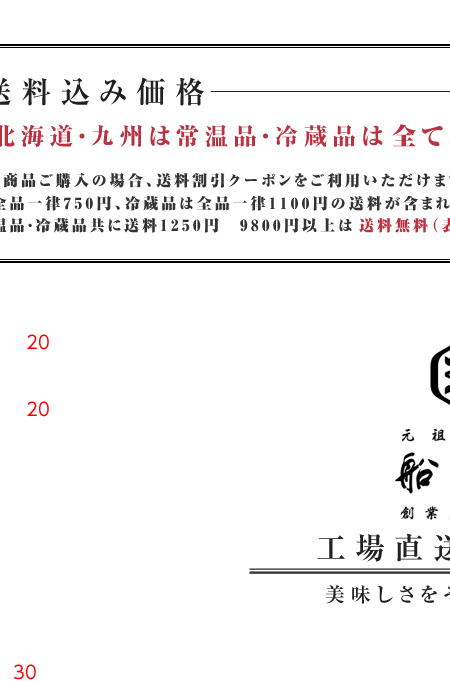 送料込み価格
北海道・九州は常温品・冷蔵品は全て
商品ご購入の場合、送料割引クーポンをご利用いただけま
全品一律750円、冷蔵品は全品一律1100円の送料が含まれ
温品・冷蔵品共に送料1250円　9800円以上は送料無料(表
20
20
元祖
船
創業
工場直送
美味しさをそ
30